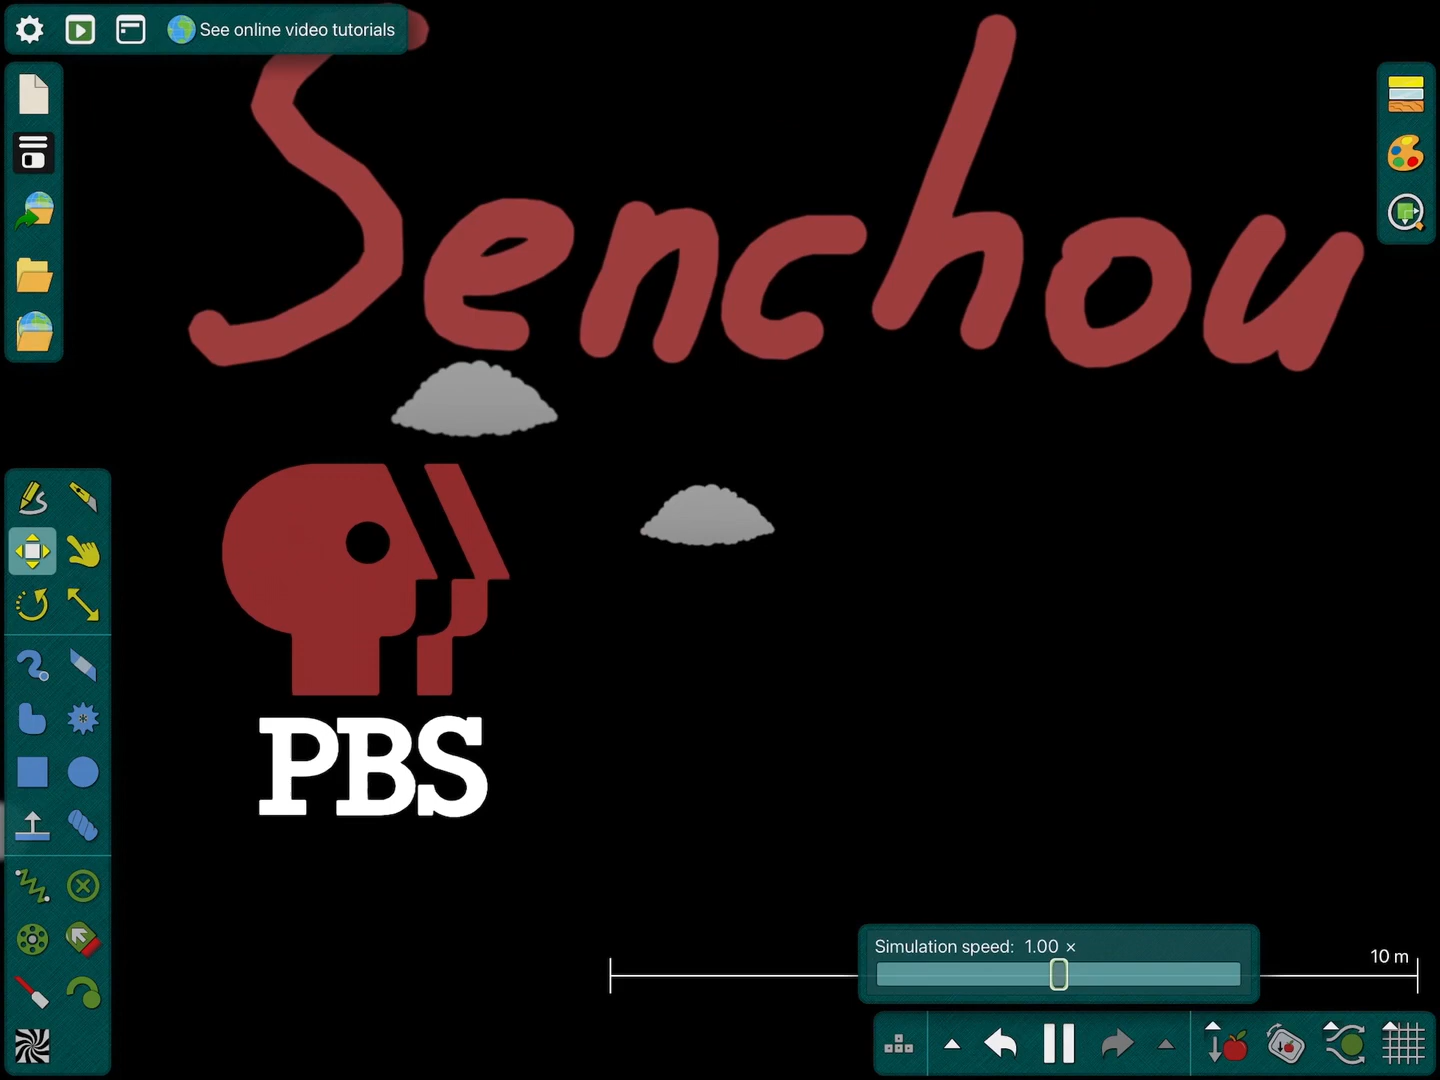 See online video tutorials
Senchou
PBS
Simulation speed: 1.00 ×
10 m